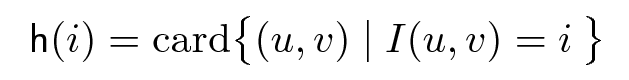 h(i) = card{(u, v) | I(u, v) = i }